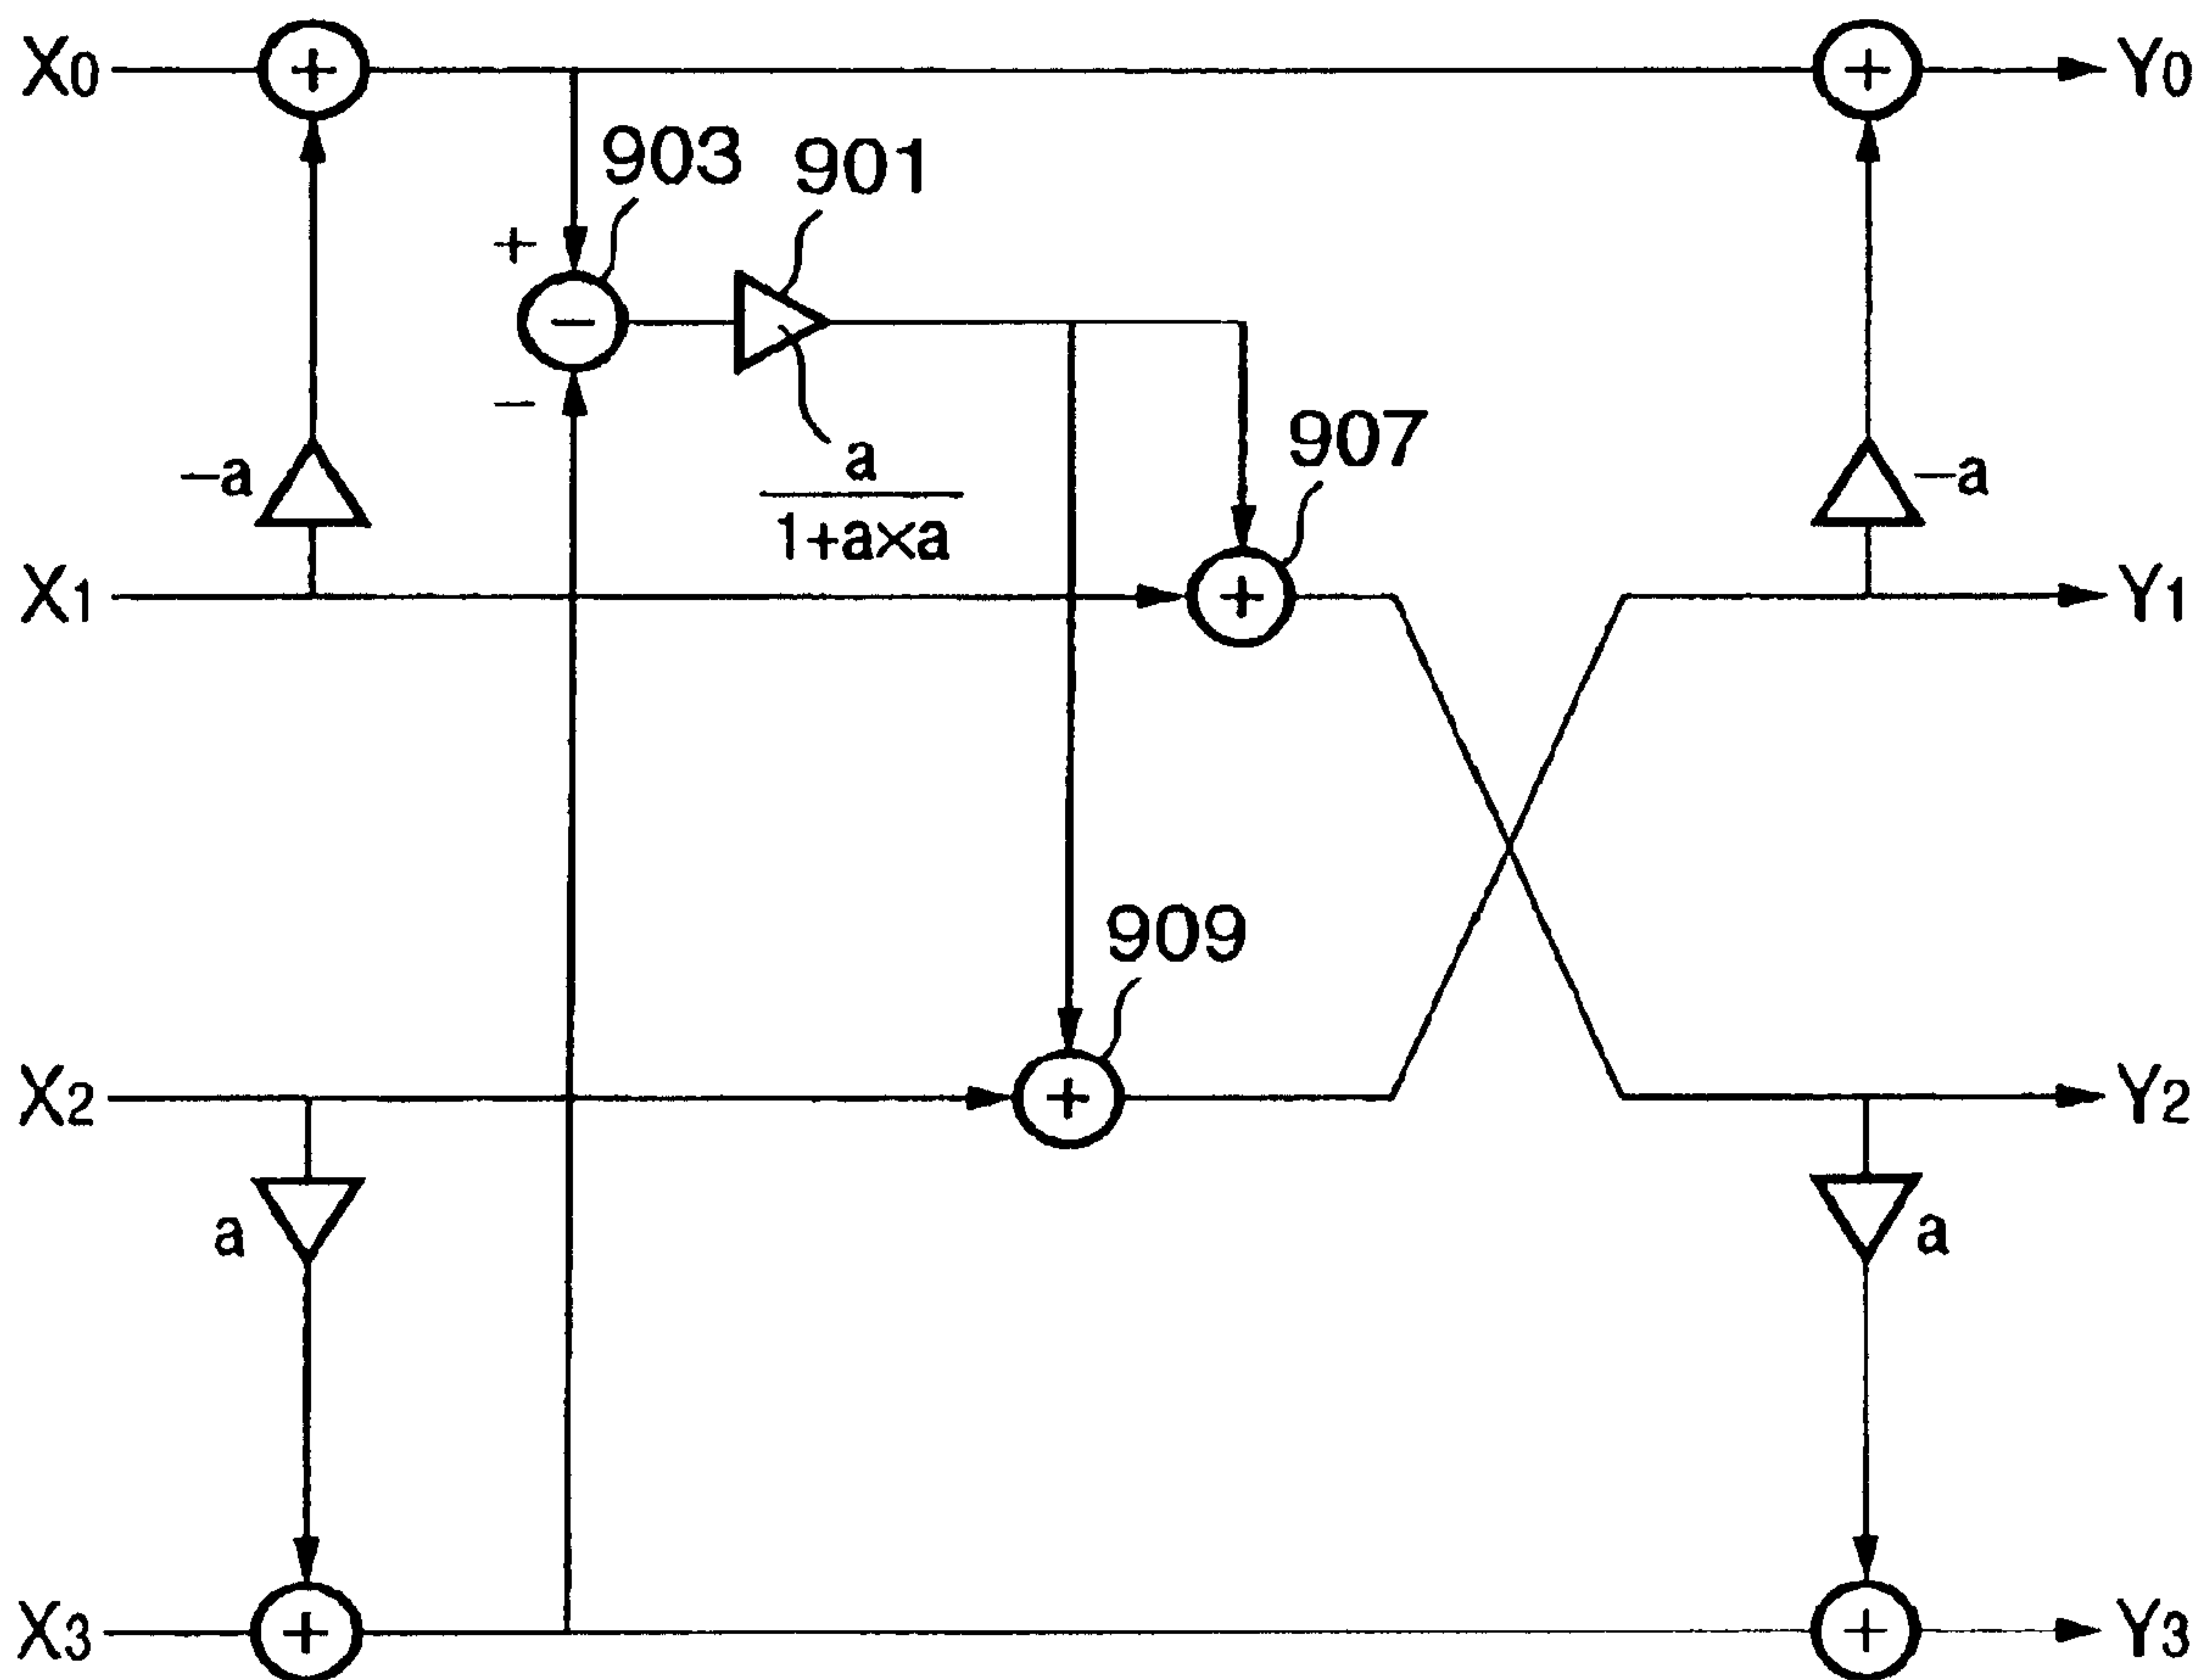 X0
+
+
Y0
903
901
+
−
−
−a
a
1+a×a
907
−a
X1
+
Y1
909
X2
+
Y2
a
a
X3
+
+
Y3